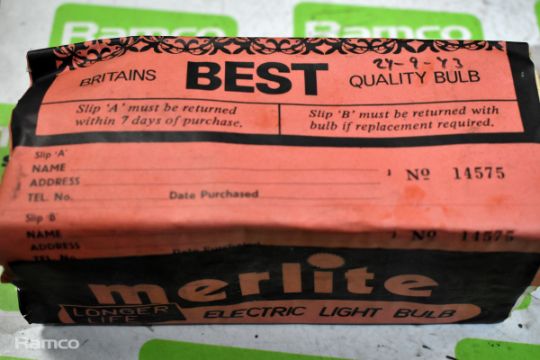 Ramco
BRITAINS BEST QUALITY BULB
24-9-73
Slip 'A' must be returned
within 7 days of purchase.
Slip 'B' must be returned with
bulb if replacement required.
Slip 'A'
NAME
ADDRESS
TEL. No.
Date Purchased
Nº 14575
Slip 'B'
NAME
ADDRESS
TEL. No.
Date Purchased
Nº 14575
merlite
LONGER
LIFE
ELECTRIC LIGHT BULB
Ramco